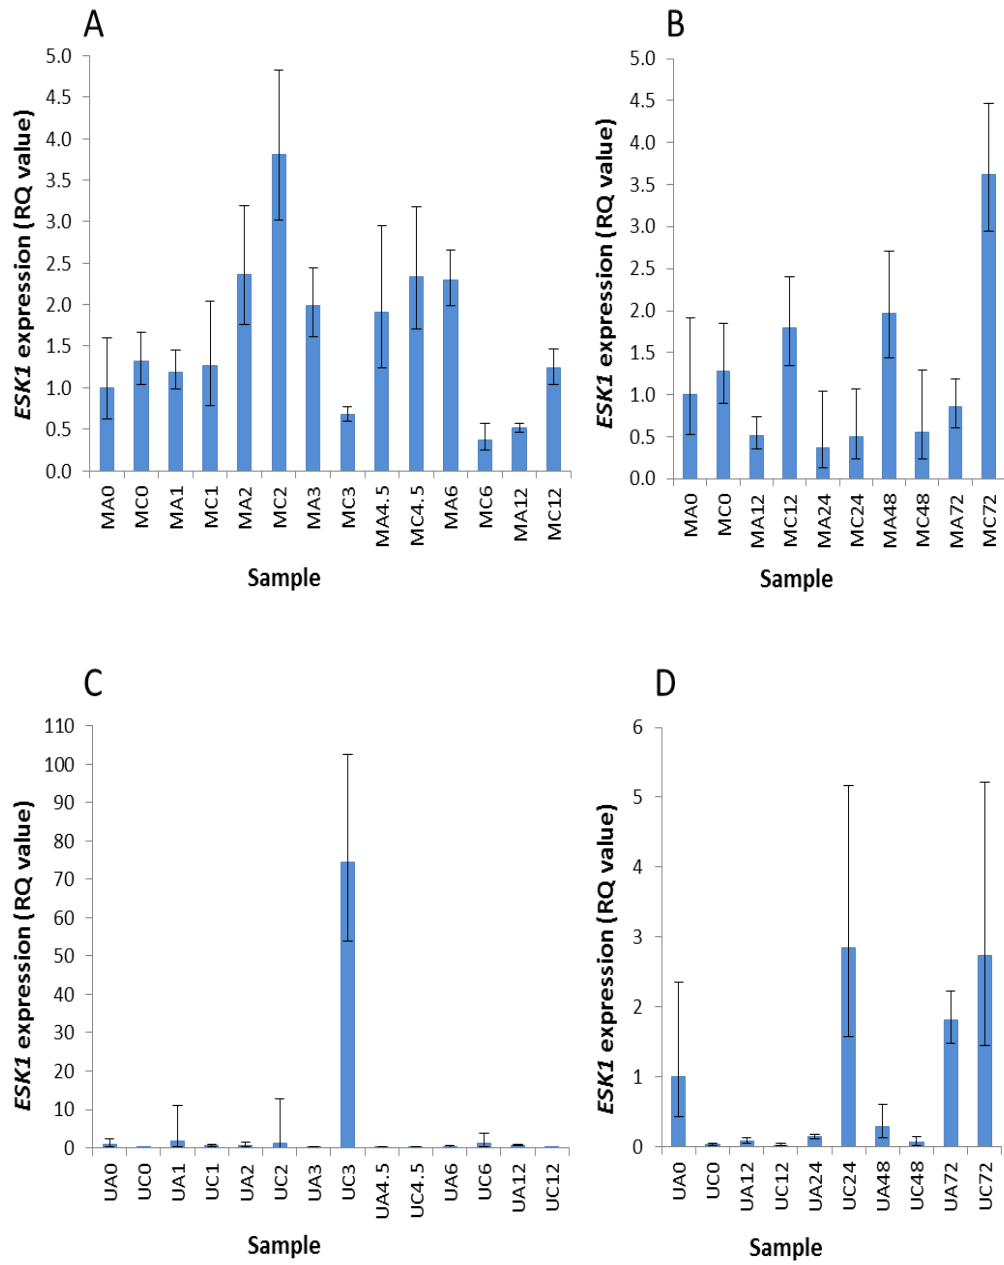 A
ESK1 expression (RQ value)
5.0
4.5
4.0
3.5
3.0
2.5
2.0
1.5
1.0
0.5
0.0
MA0 MC0 MA1 MC1 MA2 MC2 MA3 MC3 MA4.5 MC4.5 MA6 MC6 MA12 MC12
Sample
B
ESK1 expression (RQ value)
5.0
4.5
4.0
3.5
3.0
2.5
2.0
1.5
1.0
0.5
0.0
MA0 MC0 MA12 MC12 MA24 MC24 MA48 MC48 MA72 MC72
Sample
C
ESK1 expression (RQ value)
110
100
90
80
70
60
50
40
30
20
10
0
UA0 UC0 UA1 UC1 UA2 UC2 UA3 UC3 UA4.5 UC4.5 UA6 UC6 UA12 UC12
Sample
D
ESK1 expression (RQ value)
6
5
4
3
2
1
0
UA0 UC0 UA12 UC12 UA24 UC24 UA48 UC48 UA72 UC72
Sample